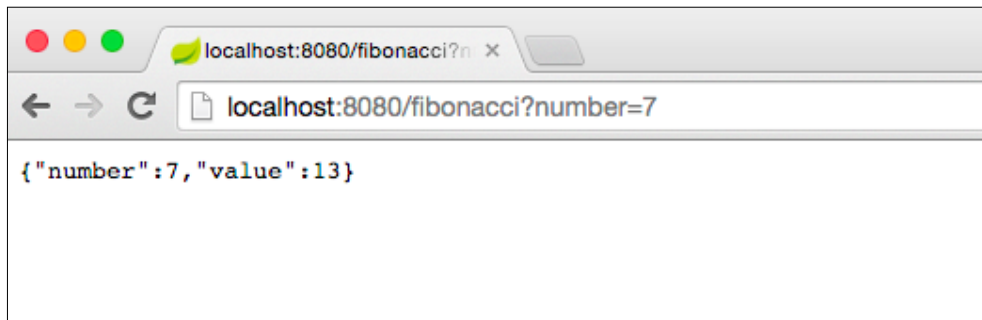 localhost:8080/fibonacci?n
localhost:8080/fibonacci?number=7
{"number":7,"value":13}